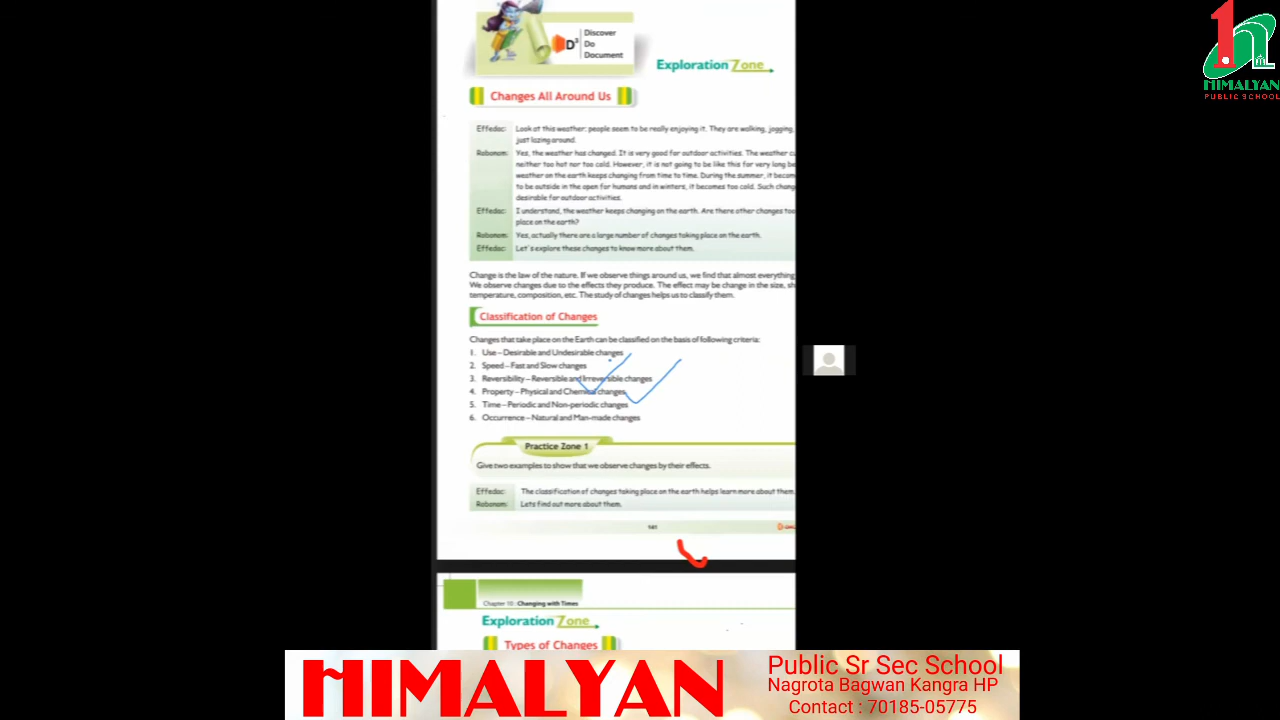 D³
Discover
Do
Document
Exploration Zone
Changes All Around Us
Effedac: Look at this weather; people seem to be really enjoying it. They are walking, jogging,
just lazing around.
Robonom: Yes, the weather has changed. It is very good for outdoor activities. The weather
neither too hot nor too cold. However, it is not going to be like this for very long
weather on the earth keeps changing from time to time. During the summer, it
to be outside in the open for humans and in winters, it becomes too cold. Such
desirable for outdoor activities.
Effedac: I understand, the weather keeps changing on the earth. Are there other changes too
place on the earth?
Robonom: Yes, actually there are a large number of changes taking place on the earth.
Effedac: Let's explore these changes to know more about them.
Change is the law of the nature. If we observe things around us, we find that almost everything
We observe changes due to the effects they produce. The effect may be change in the size,
temperature, composition, etc. The study of changes helps us to classify them.
Classification of Changes
Changes that take place on the Earth can be classified on the basis of following criteria:
1. Use – Desirable and Undesirable changes
2. Speed – Fast and Slow changes
3. Reversibility – Reversible and Irreversible changes
4. Property – Physical and Chemical changes
5. Time – Periodic and Non-periodic changes
6. Occurrence – Natural and Man-made changes
Practice Zone 1
Give two examples to show that we observe changes by their effects.
Effedac: The classification of changes taking place on the earth helps learn more about them.
Robonom: Lets find out more about them.
Chapter 10 : Changing with Times
Exploration Zone
Types of Changes
HIMALYAN
PUBLIC SCHOOL
HIMALYAN
Public Sr Sec School
Nagrota Bagwan Kangra HP
Contact : 70185-05775